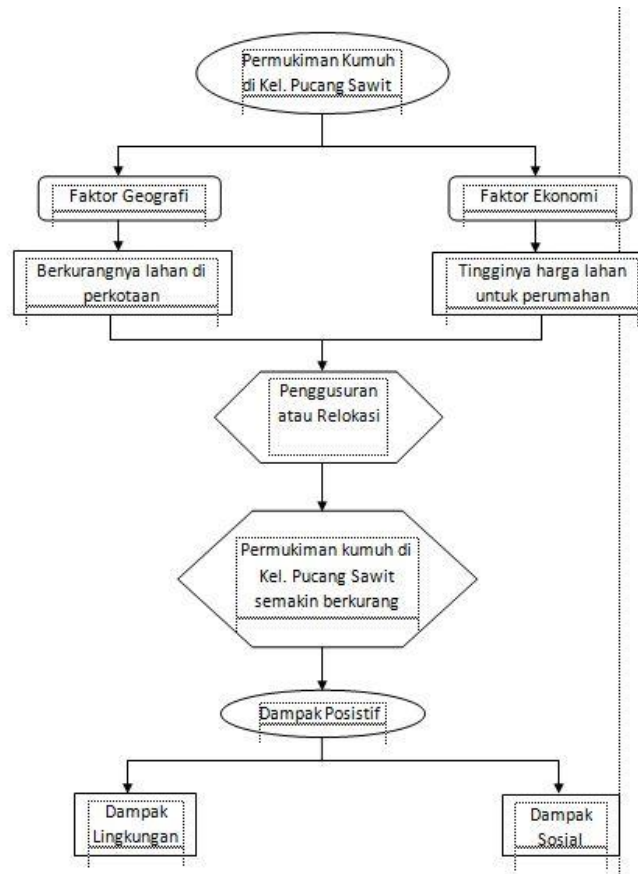 Permukiman Kumuh
di Kel. Pucang Sawit
Faktor Geografi
Faktor Ekonomi
Berkurangnya lahan di
perkotaan
Tingginya harga lahan
untuk perumahan
Penggusuran
atau Relokasi
Permukiman kumuh di
Kel. Pucang Sawit
semakin berkurang
Dampak Posistif
Dampak
Lingkungan
Dampak
Sosial